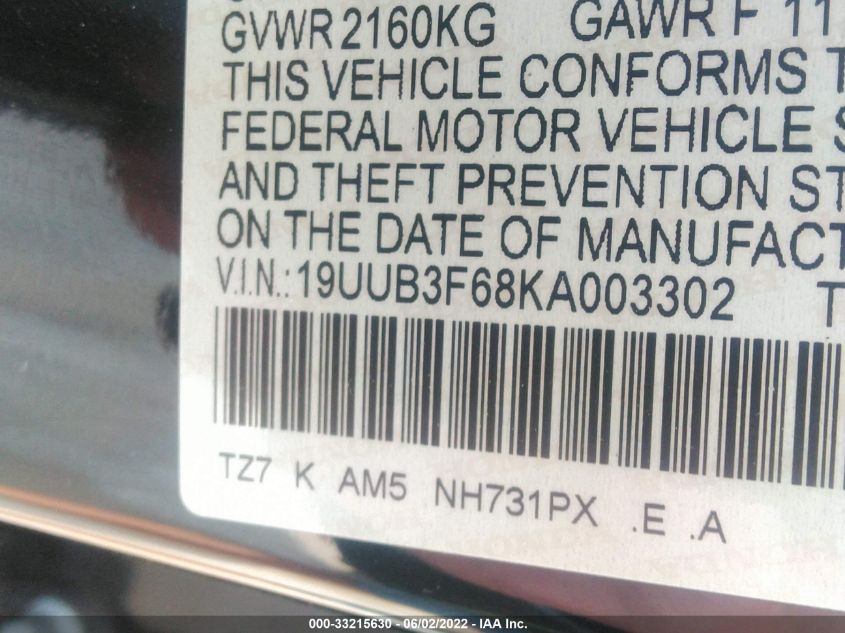 GVWR 2160KG GAWR F 11
THIS VEHICLE CONFORMS T
FEDERAL MOTOR VEHICLE S
AND THEFT PREVENTION ST
ON THE DATE OF MANUFACT
V.I.N.: 19UUB3F68KA003302 T
TZ7 K AM5 NH731PX .E .A
000-33215630 - 06/02/2022 - IAA Inc.